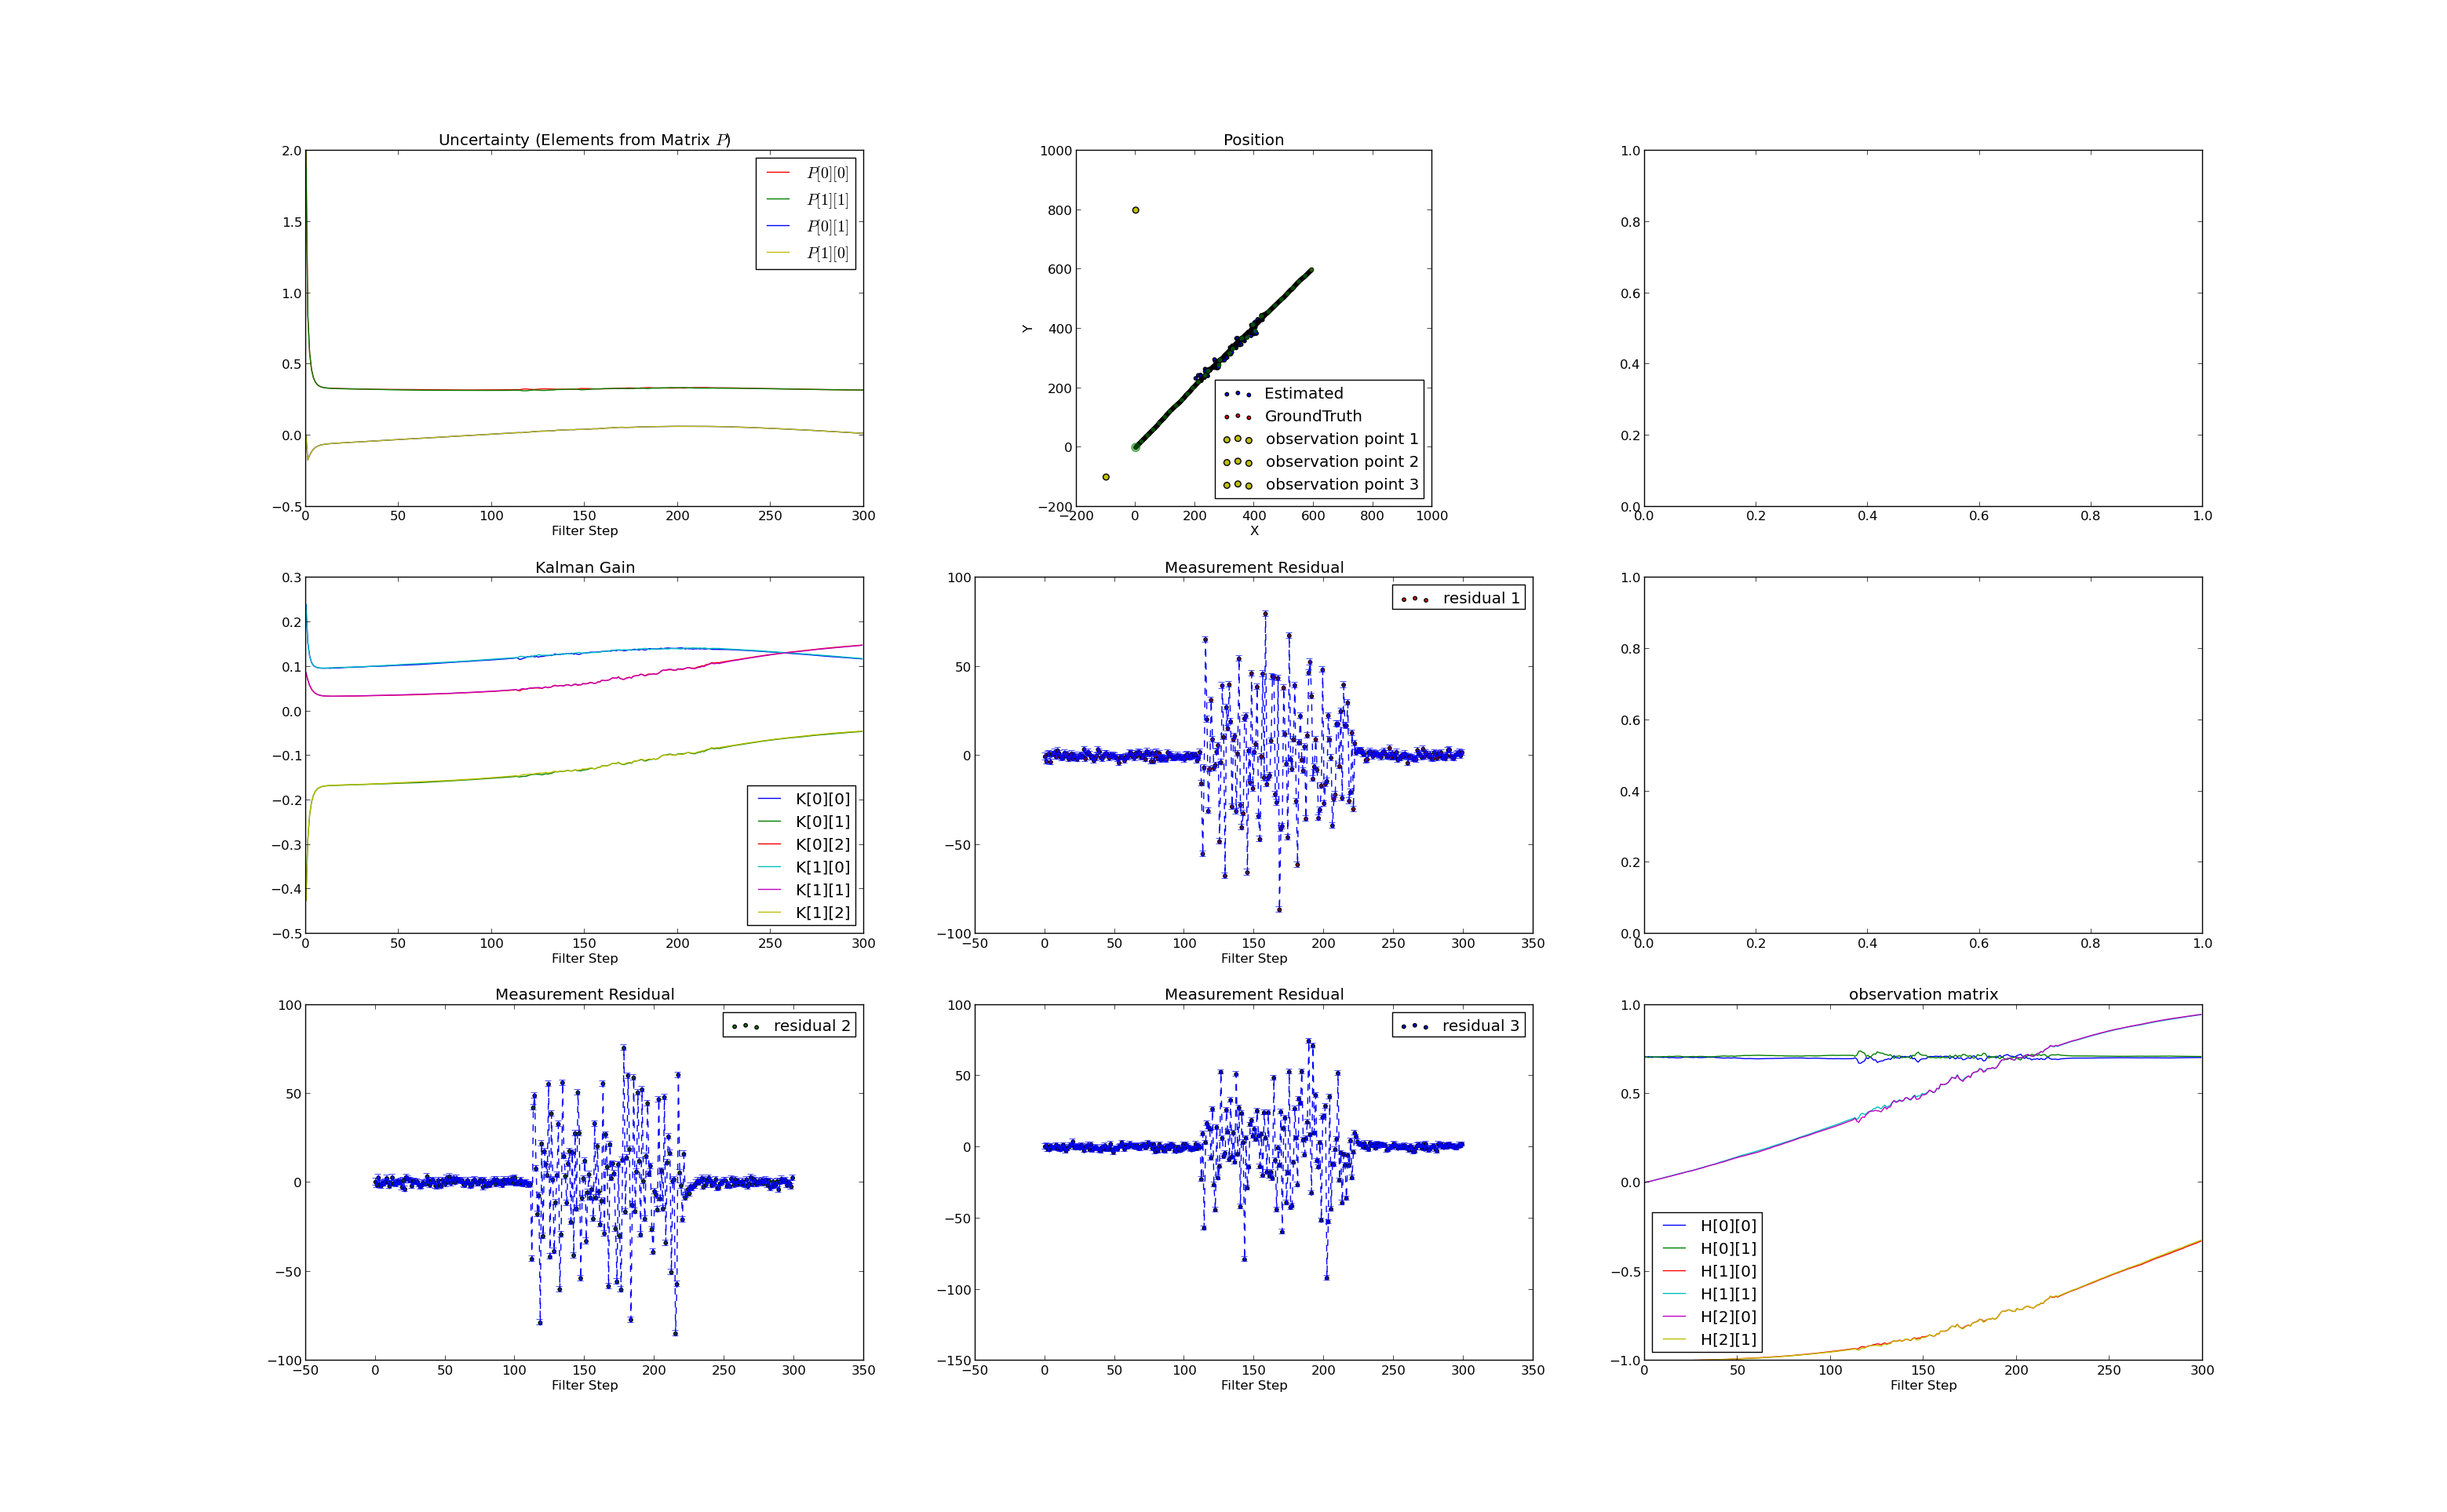 Uncertainty (Elements from Matrix P)
2.0
1.5
1.0
0.5
0.0
−0.5
P[0][0]
P[1][1]
P[0][1]
P[1][0]
0 50 100 150 200 250 300
Filter Step
Position
1000
800
600
400
200
0
−200
Y
Estimated
GroundTruth
observation point 1
observation point 2
observation point 3
−200 0 200 400 600 800 1000
X
1.0
0.8
0.6
0.4
0.2
0.0
0.0 0.2 0.4 0.6 0.8 1.0
Kalman Gain
0.3
0.2
0.1
0.0
−0.1
−0.2
−0.3
−0.4
−0.5
K[0][0]
K[0][1]
K[0][2]
K[1][0]
K[1][1]
K[1][2]
0 50 100 150 200 250 300
Filter Step
Measurement Residual
100
50
0
−50
−100
residual 1
−50 0 50 100 150 200 250 300 350
Filter Step
1.0
0.8
0.6
0.4
0.2
0.0
0.0 0.2 0.4 0.6 0.8 1.0
Measurement Residual
100
50
0
−50
−100
residual 2
−50 0 50 100 150 200 250 300 350
Filter Step
Measurement Residual
100
50
0
−50
−100
−150
residual 3
−50 0 50 100 150 200 250 300 350
Filter Step
observation matrix
1.0
0.5
0.0
−0.5
−1.0
H[0][0]
H[0][1]
H[1][0]
H[1][1]
H[2][0]
H[2][1]
0 50 100 150 200 250 300
Filter Step